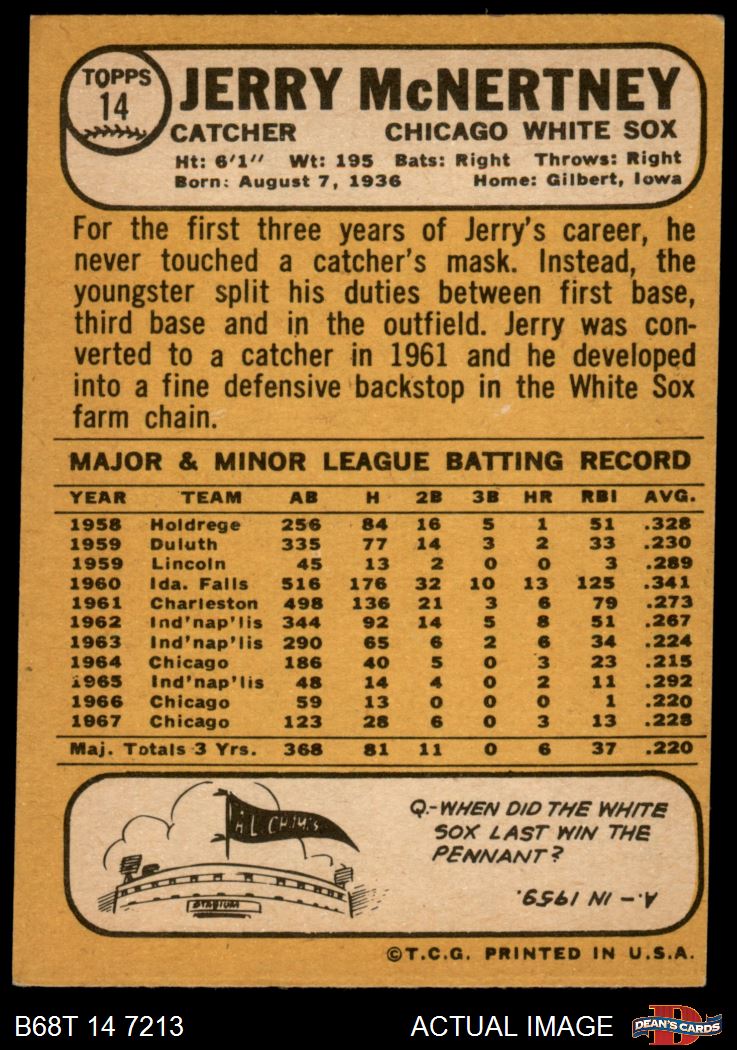 TOPPS
14
JERRY McNERTNEY
CATCHER CHICAGO WHITE SOX
Ht: 6'1" Wt: 195 Bats: Right Throws: Right
Born: August 7, 1936 Home: Gilbert, Iowa
For the first three years of Jerry's career, he
never touched a catcher's mask. Instead, the
youngster split his duties between first base,
third base and in the outfield. Jerry was con-
verted to a catcher in 1961 and he developed
into a fine defensive backstop in the White Sox
farm chain.
MAJOR & MINOR LEAGUE BATTING RECORD
YEAR TEAM AB H 2B 3B HR RBI AVG.
1958 Holdrege 256 84 16 5 1 51 .328
1959 Duluth 335 77 14 3 2 33 .230
1959 Lincoln 45 13 2 0 0 3 .289
1960 Ida. Falls 516 176 32 10 13 125 .341
1961 Charleston 498 136 21 3 6 79 .273
1962 Ind'nap'lis 344 92 14 5 8 51 .267
1963 Ind'nap'lis 290 65 6 2 6 34 .224
1964 Chicago 186 40 5 0 3 23 .215
1965 Ind'nap'lis 48 14 4 0 2 11 .292
1966 Chicago 59 13 0 0 0 1 .220
1967 Chicago 123 28 6 0 3 13 .228
Maj. Totals 3 Yrs. 368 81 11 0 6 37 .220
STADIUM
Q.-WHEN DID THE WHITE
SOX LAST WIN THE
PENNANT?
A.- IN 1959.
©T.C.G. PRINTED IN U.S.A.
B68T 14 7213 ACTUAL IMAGE DEAN'S CARDS